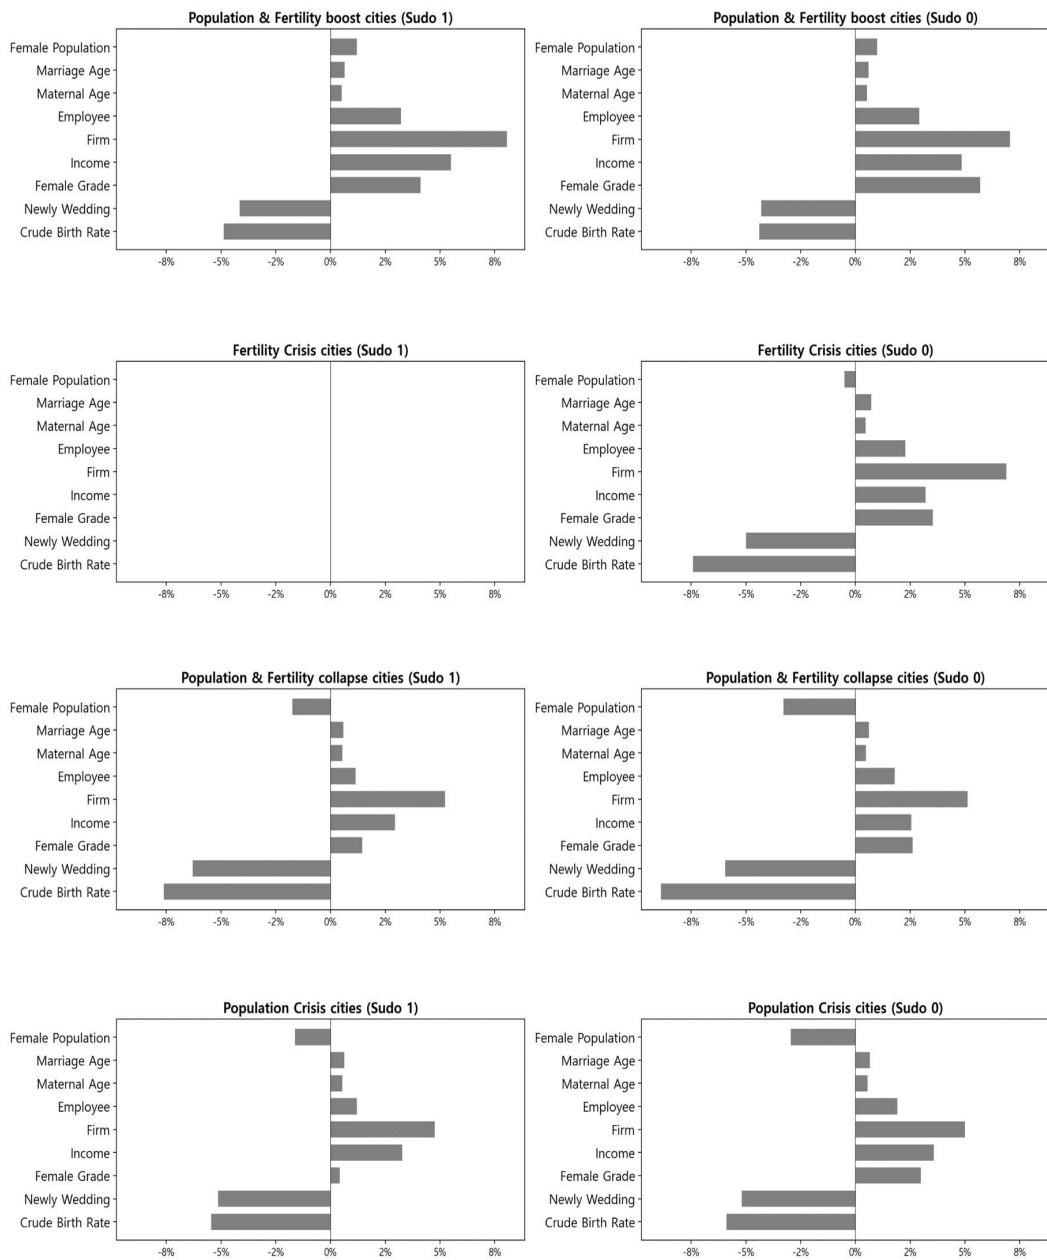 Population & Fertility boost cities (Sudo 1)
Female Population
Marriage Age
Maternal Age
Employee
Firm
Income
Female Grade
Newly Wedding
Crude Birth Rate
-8% -5% -2% 0% 2% 5% 8%
Population & Fertility boost cities (Sudo 0)
Female Population
Marriage Age
Maternal Age
Employee
Firm
Income
Female Grade
Newly Wedding
Crude Birth Rate
-8% -5% -2% 0% 2% 5% 8%
Fertility Crisis cities (Sudo 1)
Female Population
Marriage Age
Maternal Age
Employee
Firm
Income
Female Grade
Newly Wedding
Crude Birth Rate
-8% -5% -2% 0% 2% 5% 8%
Fertility Crisis cities (Sudo 0)
Female Population
Marriage Age
Maternal Age
Employee
Firm
Income
Female Grade
Newly Wedding
Crude Birth Rate
-8% -5% -2% 0% 2% 5% 8%
Population & Fertility collapse cities (Sudo 1)
Female Population
Marriage Age
Maternal Age
Employee
Firm
Income
Female Grade
Newly Wedding
Crude Birth Rate
-8% -5% -2% 0% 2% 5% 8%
Population & Fertility collapse cities (Sudo 0)
Female Population
Marriage Age
Maternal Age
Employee
Firm
Income
Female Grade
Newly Wedding
Crude Birth Rate
-8% -5% -2% 0% 2% 5% 8%
Population Crisis cities (Sudo 1)
Female Population
Marriage Age
Maternal Age
Employee
Firm
Income
Female Grade
Newly Wedding
Crude Birth Rate
-8% -5% -2% 0% 2% 5% 8%
Population Crisis cities (Sudo 0)
Female Population
Marriage Age
Maternal Age
Employee
Firm
Income
Female Grade
Newly Wedding
Crude Birth Rate
-8% -5% -2% 0% 2% 5% 8%